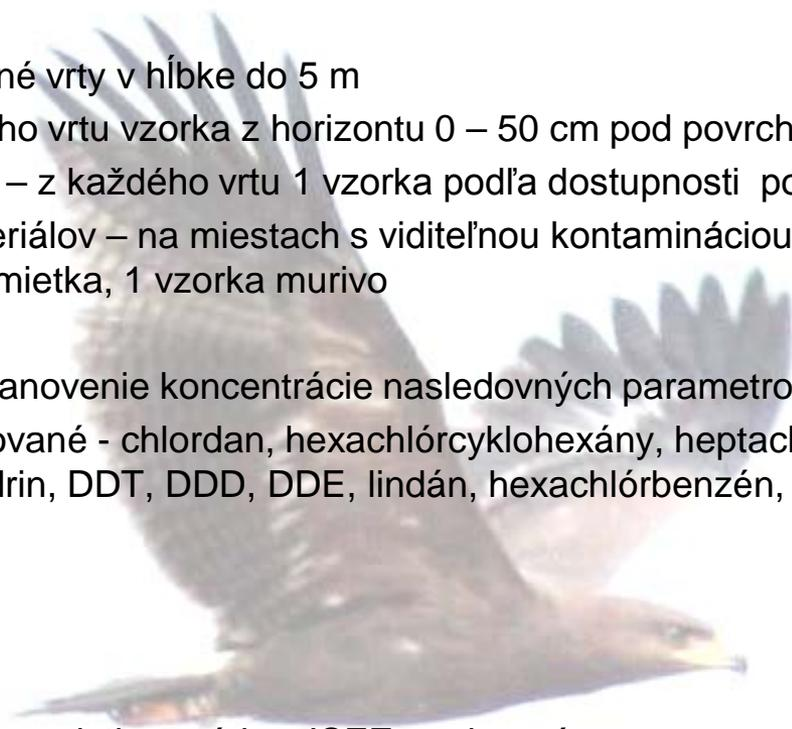 né vrty v hĺbke do 5 m
ho vrtu vzorka z horizontu 0 – 50 cm pod povrch
– z každého vrtu 1 vzorka podľa dostupnosti po
eriálov – na miestach s viditeľnou kontamináciou
mietka, 1 vzorka murivo
anovenie koncentrácie nasledovných parametro
ované - chlordan, hexachlórcyklohexány, heptach
drin, DDT, DDD, DDE, lindán, hexachlórbenzén,